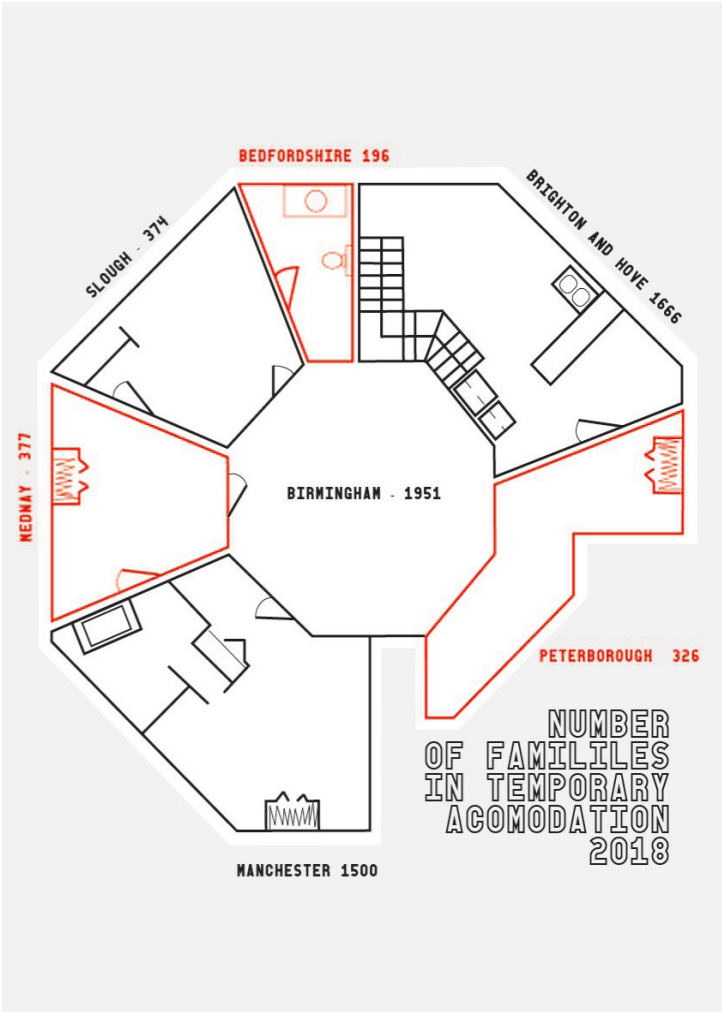 BEDFORDSHIRE 196
SLOUGH - 374
BRIGHTON AND HOVE 1666
MEDWAY - 377
BIRMINGHAM - 1951
PETERBOROUGH 326
NUMBER
OF FAMILILES
IN TEMPORARY
ACOMODATION
2018
MANCHESTER 1500